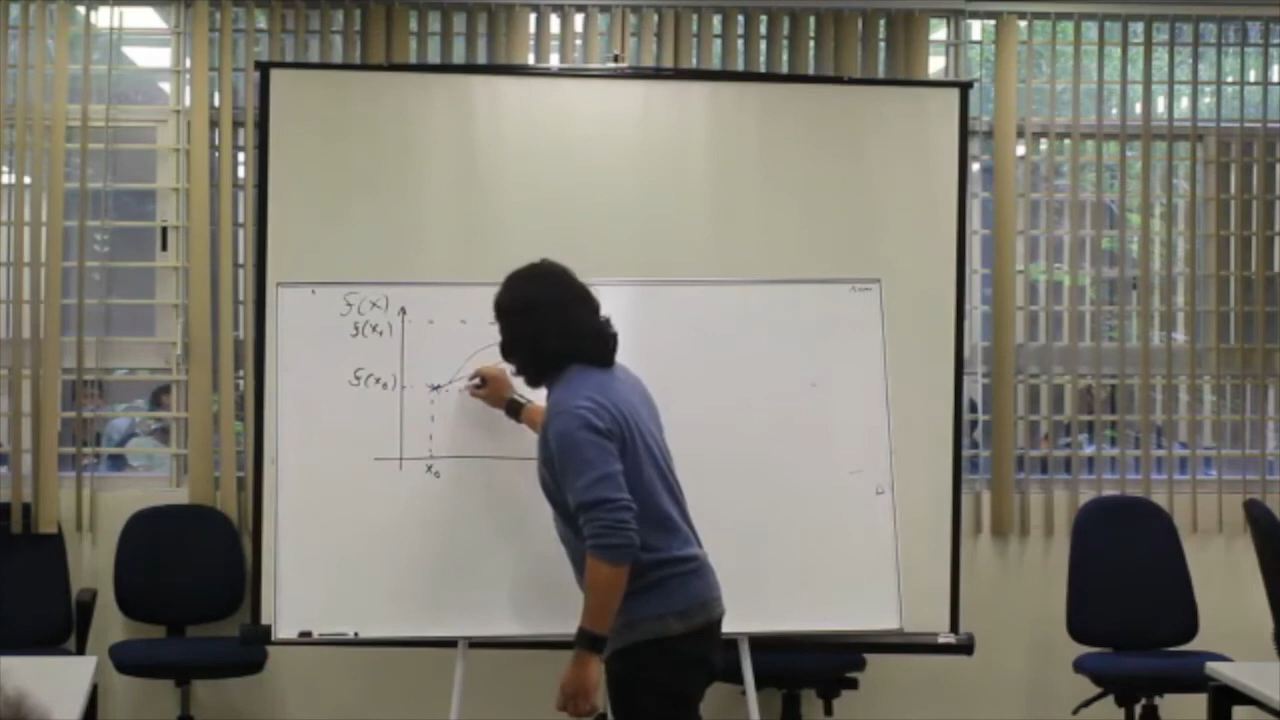 f(x)
f(x₁)
f(x₀)
x₀